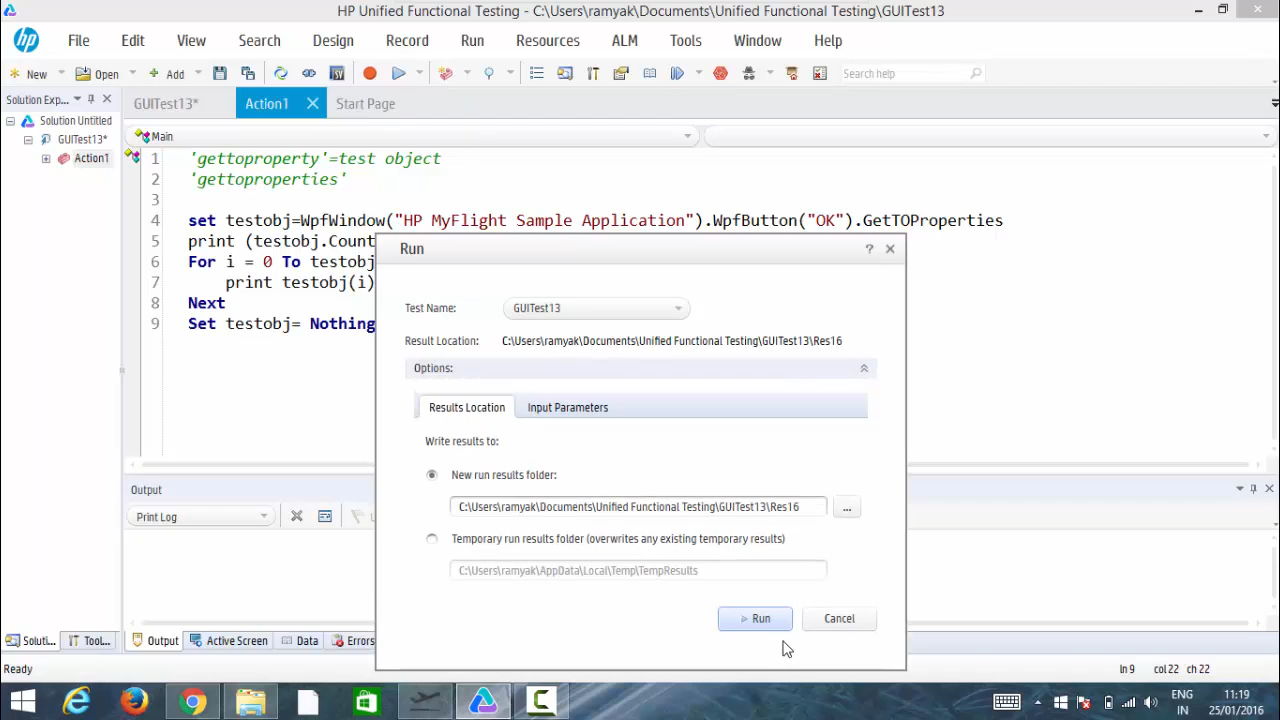 HP Unified Functional Testing - C:\Users\ramyak\Documents\Unified Functional Testing\GUITest13
hp File Edit View Search Design Record Run Resources ALM Tools Window Help
New Open Add Search help
Solution Exp... GUITest13* Action1 Start Page
Solution Untitled
GUITest13*
Action1
Main
1 'gettoproperty'=test object
2 'gettoproperties'
3
4 set testobj=WpfWindow("HP MyFlight Sample Application").WpfButton("OK").GetTOProperties
5 print (testobj.Count
6 For i = 0 To testobj
7 print testobj(i)
8 Next
9 Set testobj= Nothing
Run
Test Name: GUITest13
Result Location: C:\Users\ramyak\Documents\Unified Functional Testing\GUITest13\Res16
Options:
Results Location Input Parameters
Write results to:
New run results folder:
C:\Users\ramyak\Documents\Unified Functional Testing\GUITest13\Res16 ...
Temporary run results folder (overwrites any existing temporary results)
C:\Users\ramyak\AppData\Local\Temp\TempResults
Run Cancel
Output
Print Log
Soluti... Tool... Output Active Screen Data Errors
Ready ln 9 col 22 ch 22
ENG
IN
11:19
25/01/2016